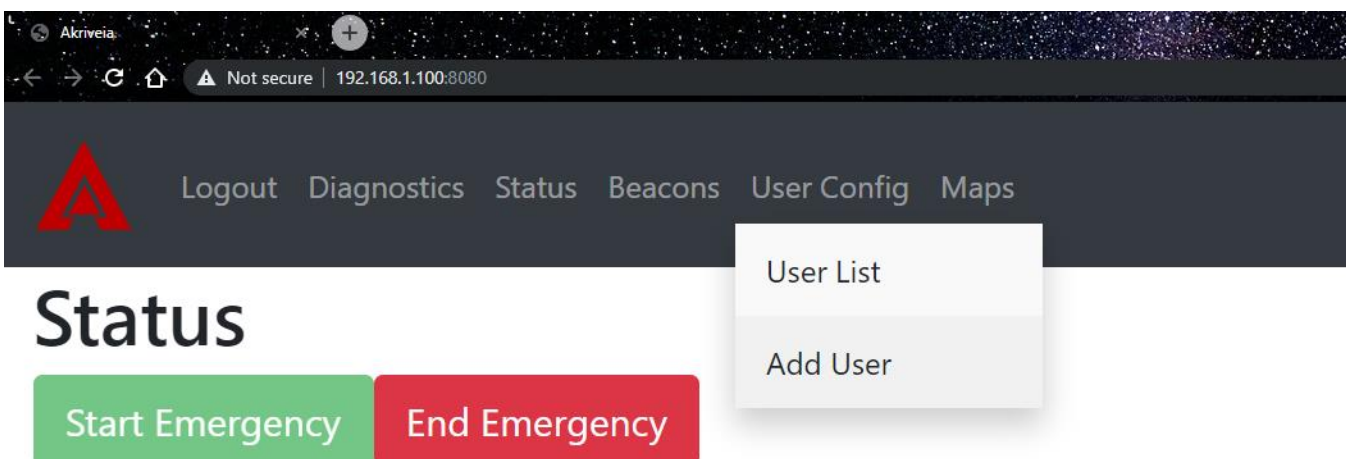 Akriveia
Not secure | 192.168.1.100:8080
Logout Diagnostics Status Beacons User Config Maps
User List
Status
Add User
Start Emergency End Emergency